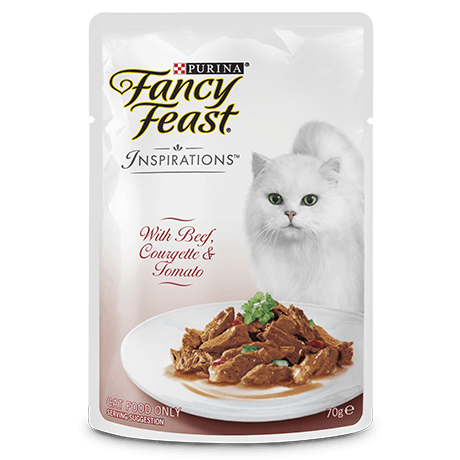 PURINA®
Fancy
Feast®
INSPIRATIONS™
With Beef,
Courgette &
Tomato
CAT FOOD ONLY
SERVING SUGGESTION
70g e